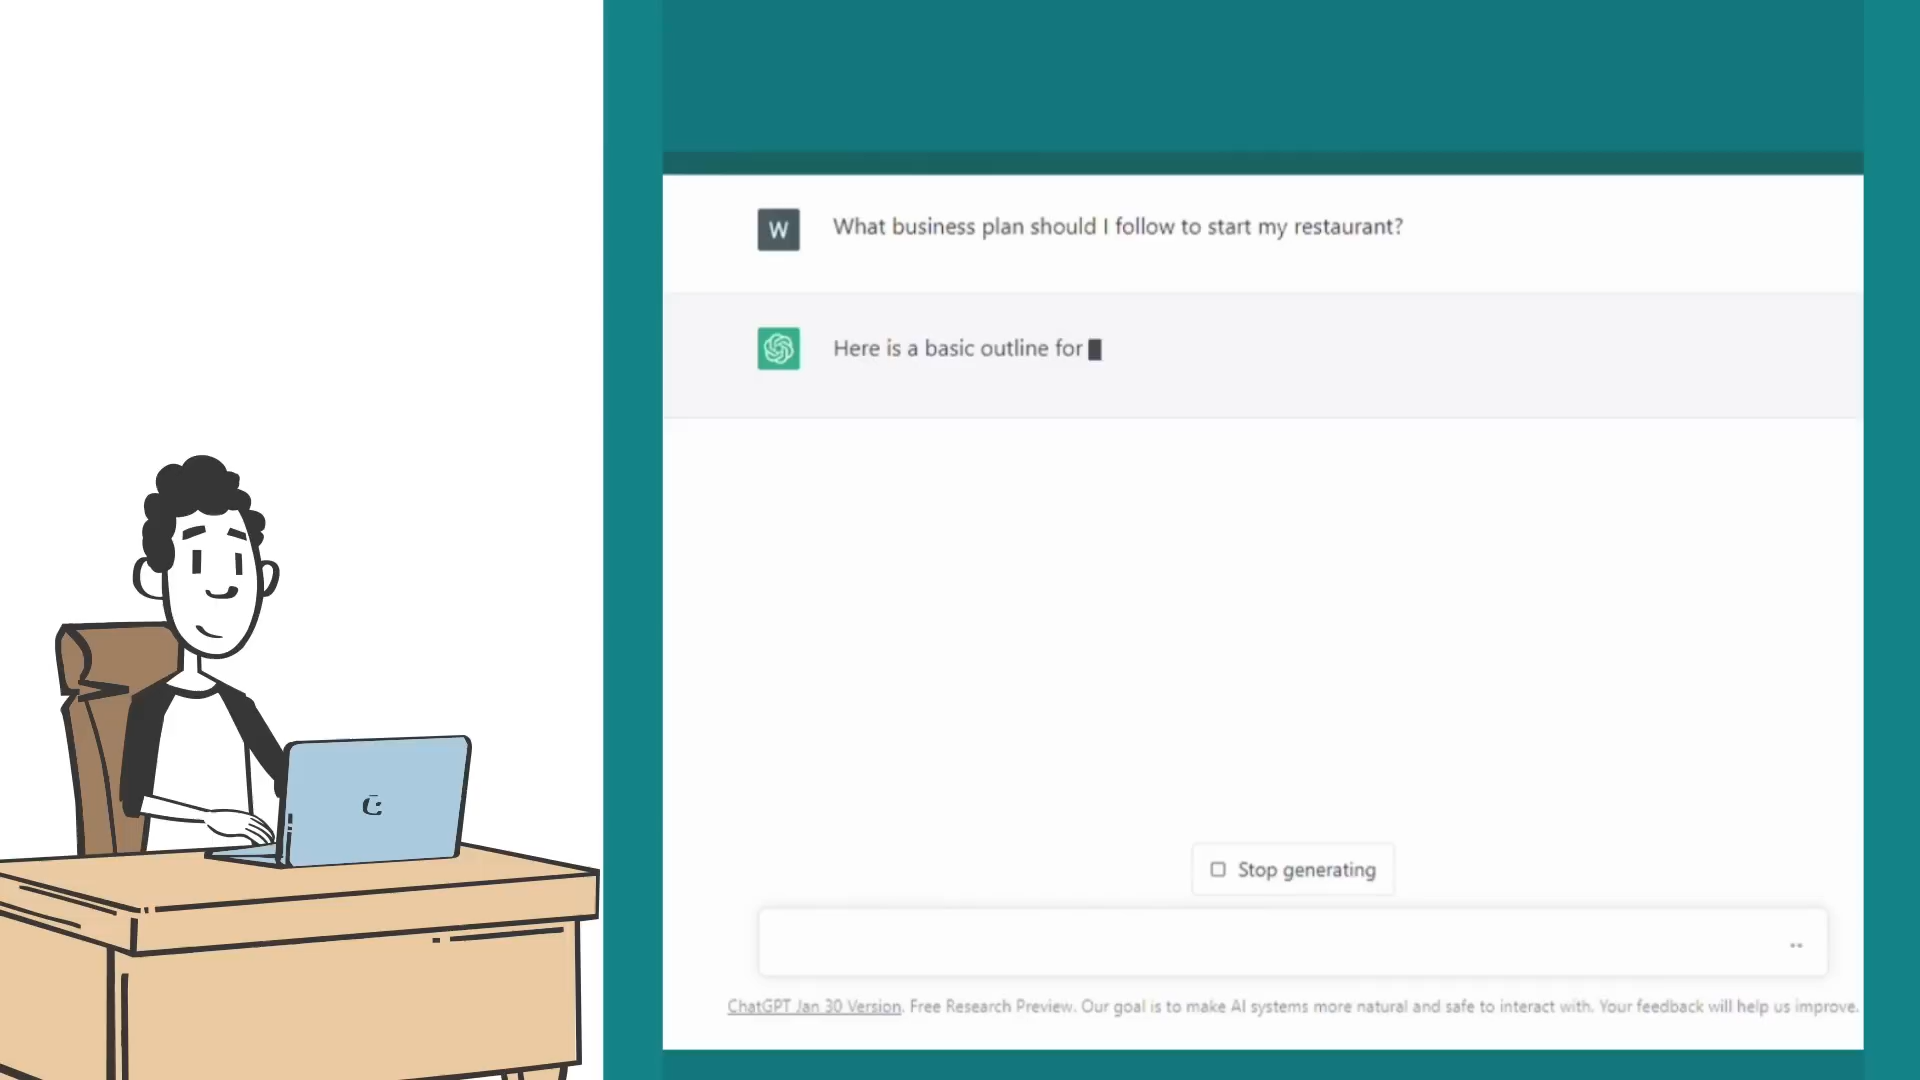 W
What business plan should I follow to start my restaurant?
Here is a basic outline for
Stop generating
ChatGPT Jan 30 Version. Free Research Preview. Our goal is to make AI systems more natural and safe to interact with. Your feedback will help us improve.